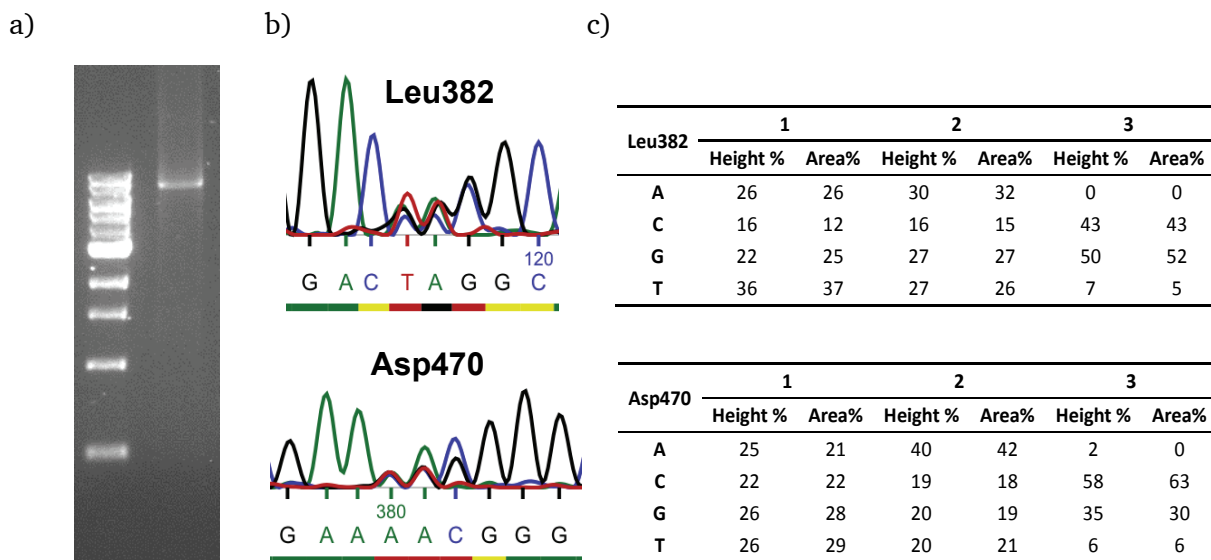 a)
b)
c)
Leu382
120
G A C T A G G C
Asp470
380
G A A A A C G G G
Leu382 1 2 3
Height % Area% Height % Area% Height % Area%
A 26 26 30 32 0 0
C 16 12 16 15 43 43
G 22 25 27 27 50 52
T 36 37 27 26 7 5
Asp470 1 2 3
Height % Area% Height % Area% Height % Area%
A 25 21 40 42 2 0
C 22 22 19 18 58 63
G 26 28 20 19 35 30
T 26 29 20 21 6 6